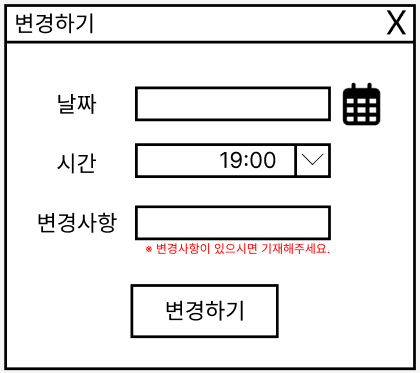 변경하기 X
날짜
시간 19:00
변경사항
※ 변경사항이 있으시면 기재해주세요.
변경하기